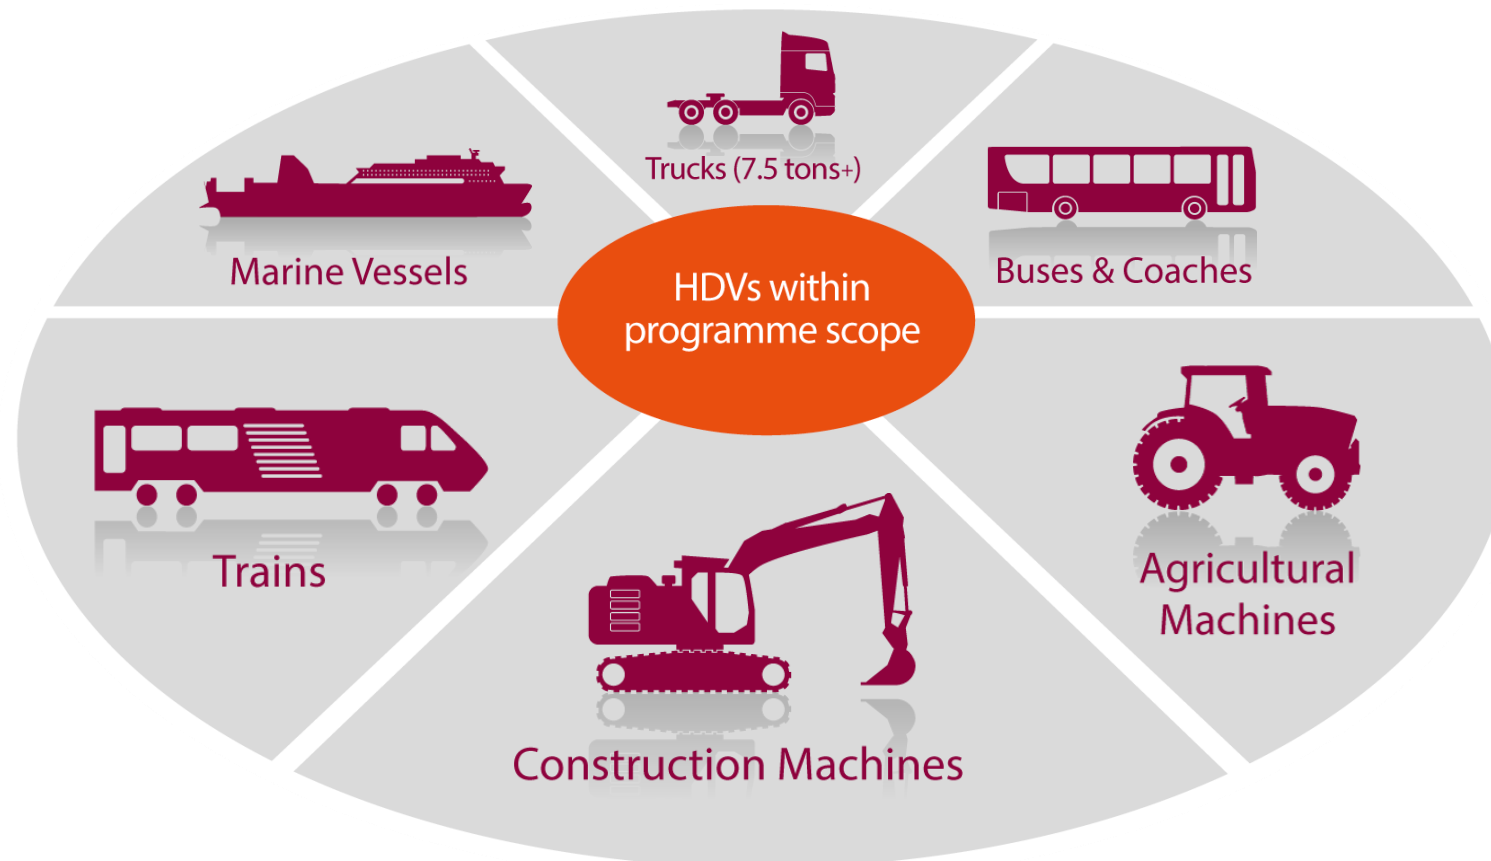 Trucks (7.5 tons+)
Marine Vessels
Buses & Coaches
HDVs within
programme scope
Trains
Agricultural
Machines
Construction Machines